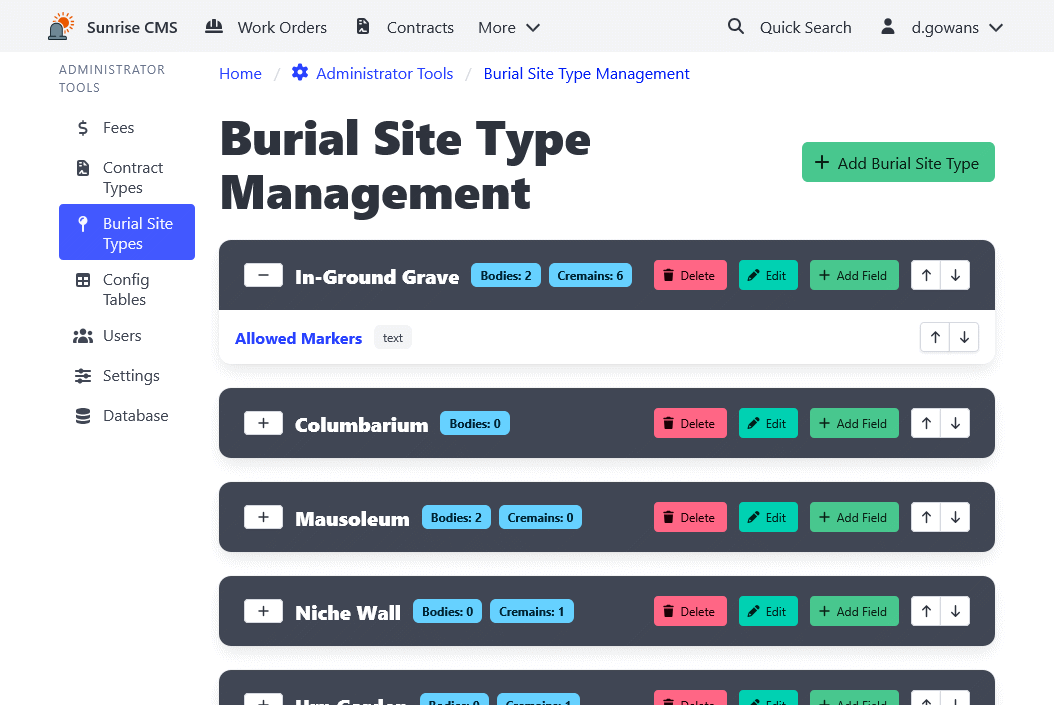 Sunrise CMS Work Orders Contracts More Quick Search d.gowans
ADMINISTRATOR
TOOLS
Fees
Contract
Types
Burial Site
Types
Config
Tables
Users
Settings
Database
Home / Administrator Tools / Burial Site Type Management
Burial Site Type
Management
+ Add Burial Site Type
In-Ground Grave Bodies: 2 Cremains: 6 Delete Edit + Add Field
Allowed Markers text
Columbarium Bodies: 0 Delete Edit + Add Field
Mausoleum Bodies: 2 Cremains: 0 Delete Edit + Add Field
Niche Wall Bodies: 0 Cremains: 1 Delete Edit + Add Field
Urn Garden Bodies: 0 Cremains: 1 Delete Edit + Add Field